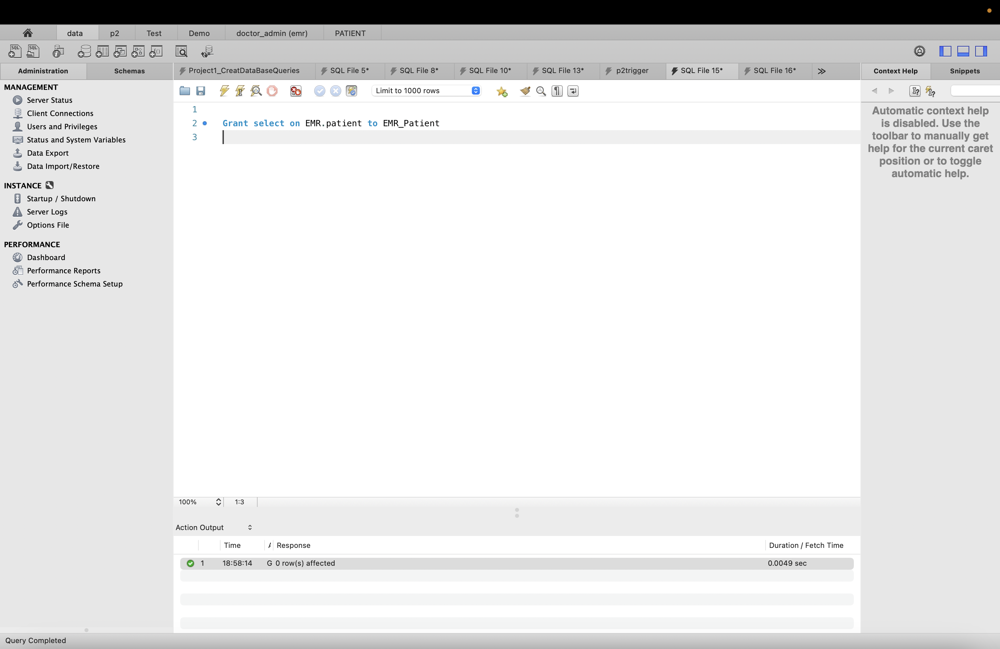 data p2 Test Demo doctor_admin (emr) PATIENT
SQL SQL
Administration Schemas Project1_CreatDataBaseQueries SQL File 5* SQL File 8* SQL File 10* SQL File 13* p2trigger SQL File 15* SQL File 16* Context Help Snippets
MANAGEMENT
Server Status
Client Connections
Users and Privileges
Status and System Variables
Data Export
Data Import/Restore
INSTANCE
Startup / Shutdown
Server Logs
Options File
PERFORMANCE
Dashboard
Performance Reports
Performance Schema Setup
Limit to 1000 rows
1
2 Grant select on EMR.patient to EMR_Patient
3
Automatic context help
is disabled. Use the
toolbar to manually get
help for the current caret
position or to toggle
automatic help.
100% 1:3
Action Output
Time Response Duration / Fetch Time
1 18:58:14 G 0 row(s) affected 0.0049 sec
Query Completed